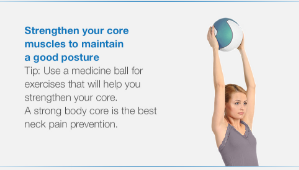 Strengthen your core
muscles to maintain
a good posture
Tip: Use a medicine ball for
exercises that will help you
strengthen your core.
A strong body core is the best
neck pain prevention.